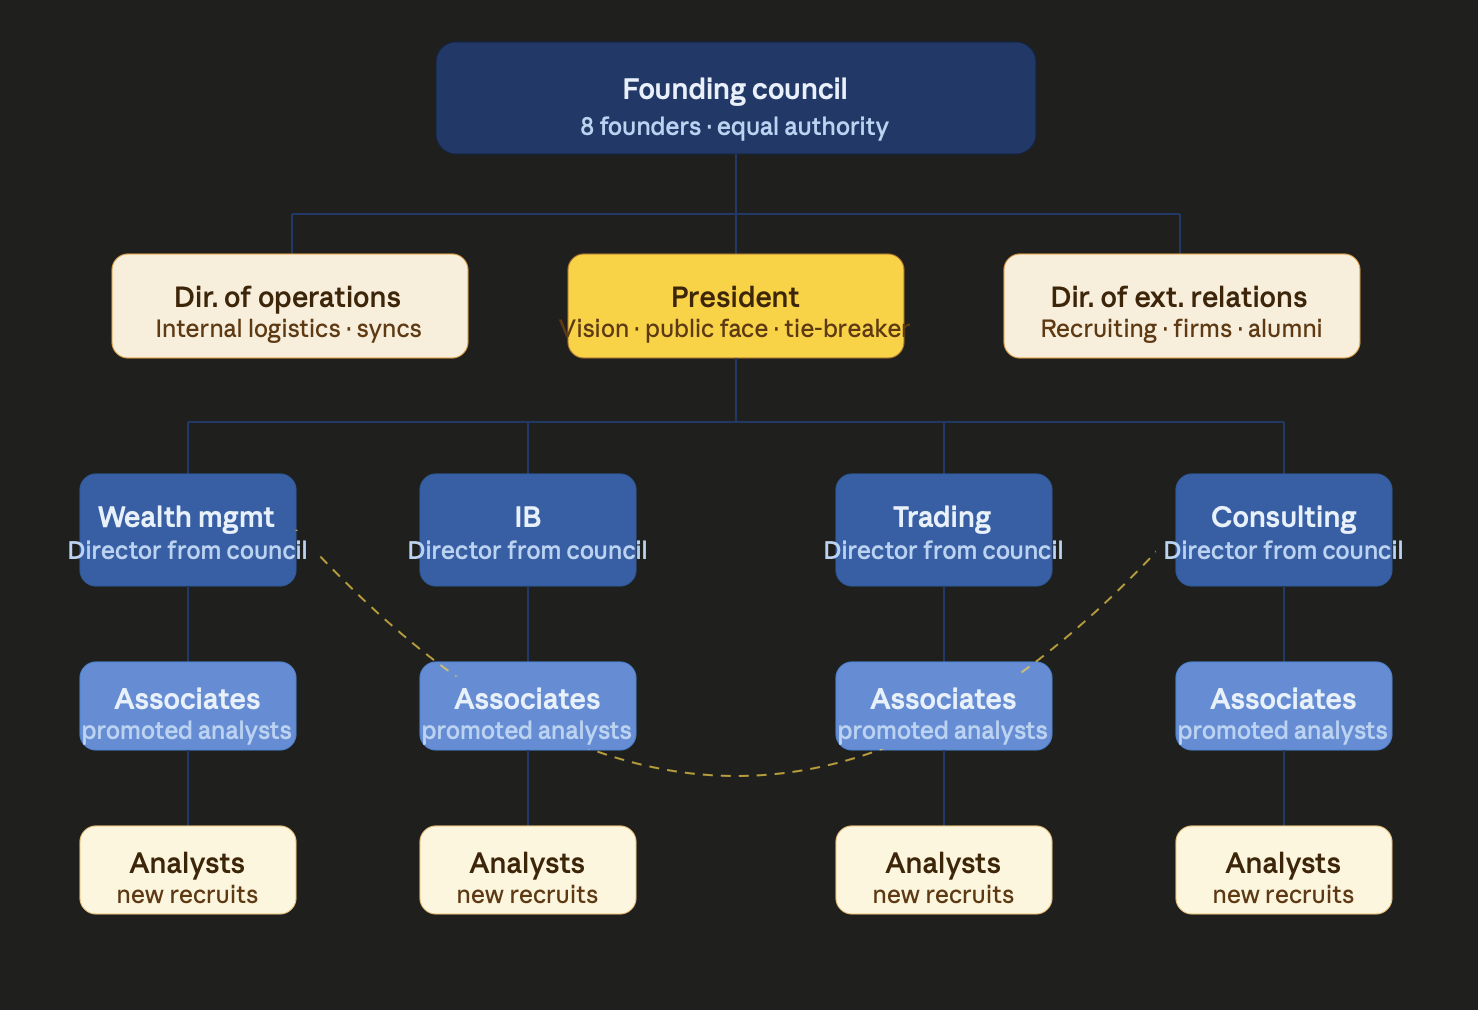 Founding council
8 founders · equal authority
Dir. of operations
Internal logistics · syncs
President
Vision · public face · tie-breaker
Dir. of ext. relations
Recruiting · firms · alumni
Wealth mgmt
Director from council
IB
Director from council
Trading
Director from council
Consulting
Director from council
Associates
promoted analysts
Associates
promoted analysts
Associates
promoted analysts
Associates
promoted analysts
Analysts
new recruits
Analysts
new recruits
Analysts
new recruits
Analysts
new recruits